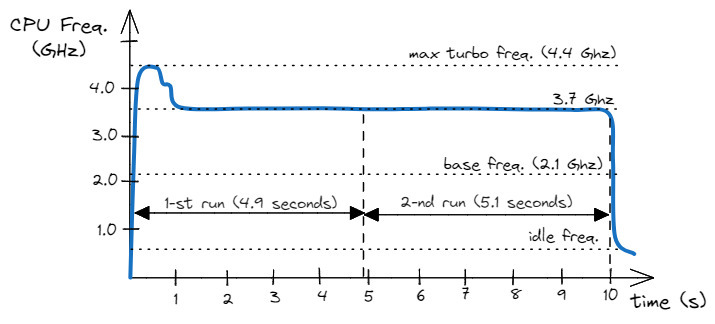 CPU Freq.
(GHz)
max turbo freq. (4.4 Ghz)
4.0
3.7 Ghz
3.0
base freq. (2.1 Ghz)
2.0
1-st run (4.9 seconds)
2-nd run (5.1 seconds)
1.0
idle freq.
1 2 3 4 5 6 7 8 9 10
time (s)